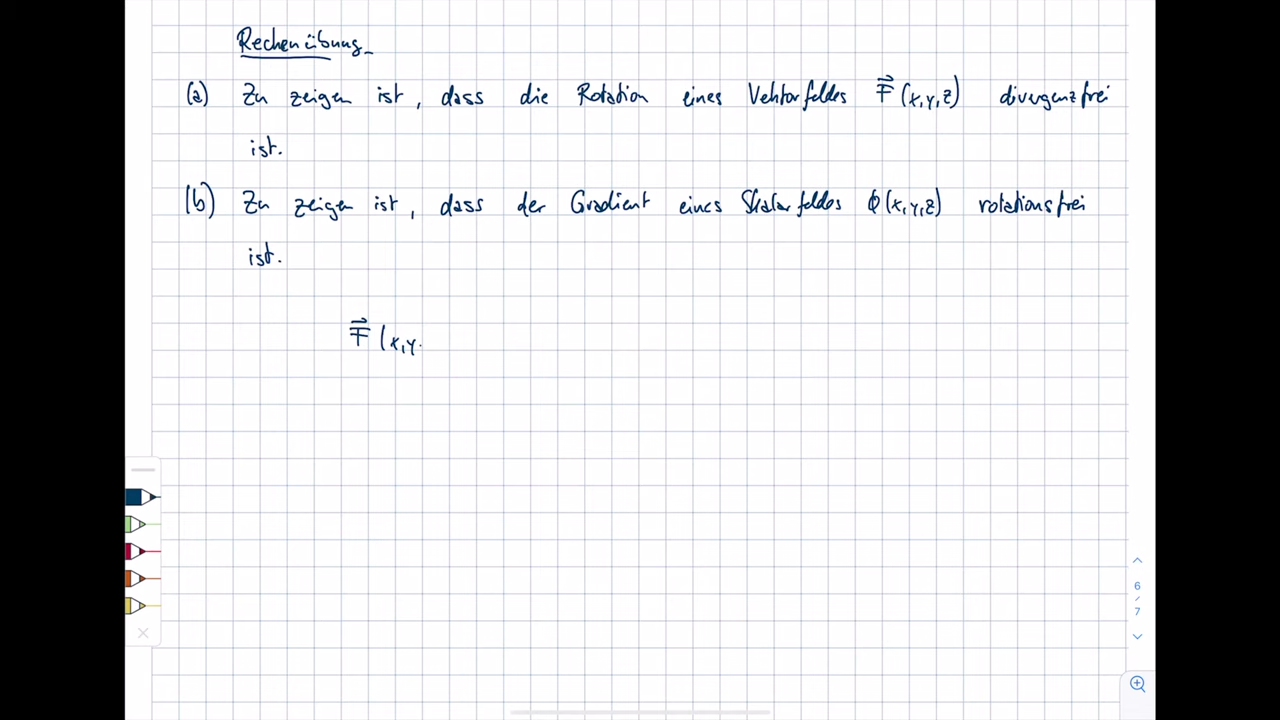 Rechenübung
(a) Zu zeigen ist, dass die Rotation eines Vektorfeldes F⃗(x,y,z) divergenzfrei
ist.
(b) Zu zeigen ist, dass der Gradient eines Skalarfeldes ϕ(x,y,z) rotationsfrei
ist.
F⃗(x,y
6
/
7